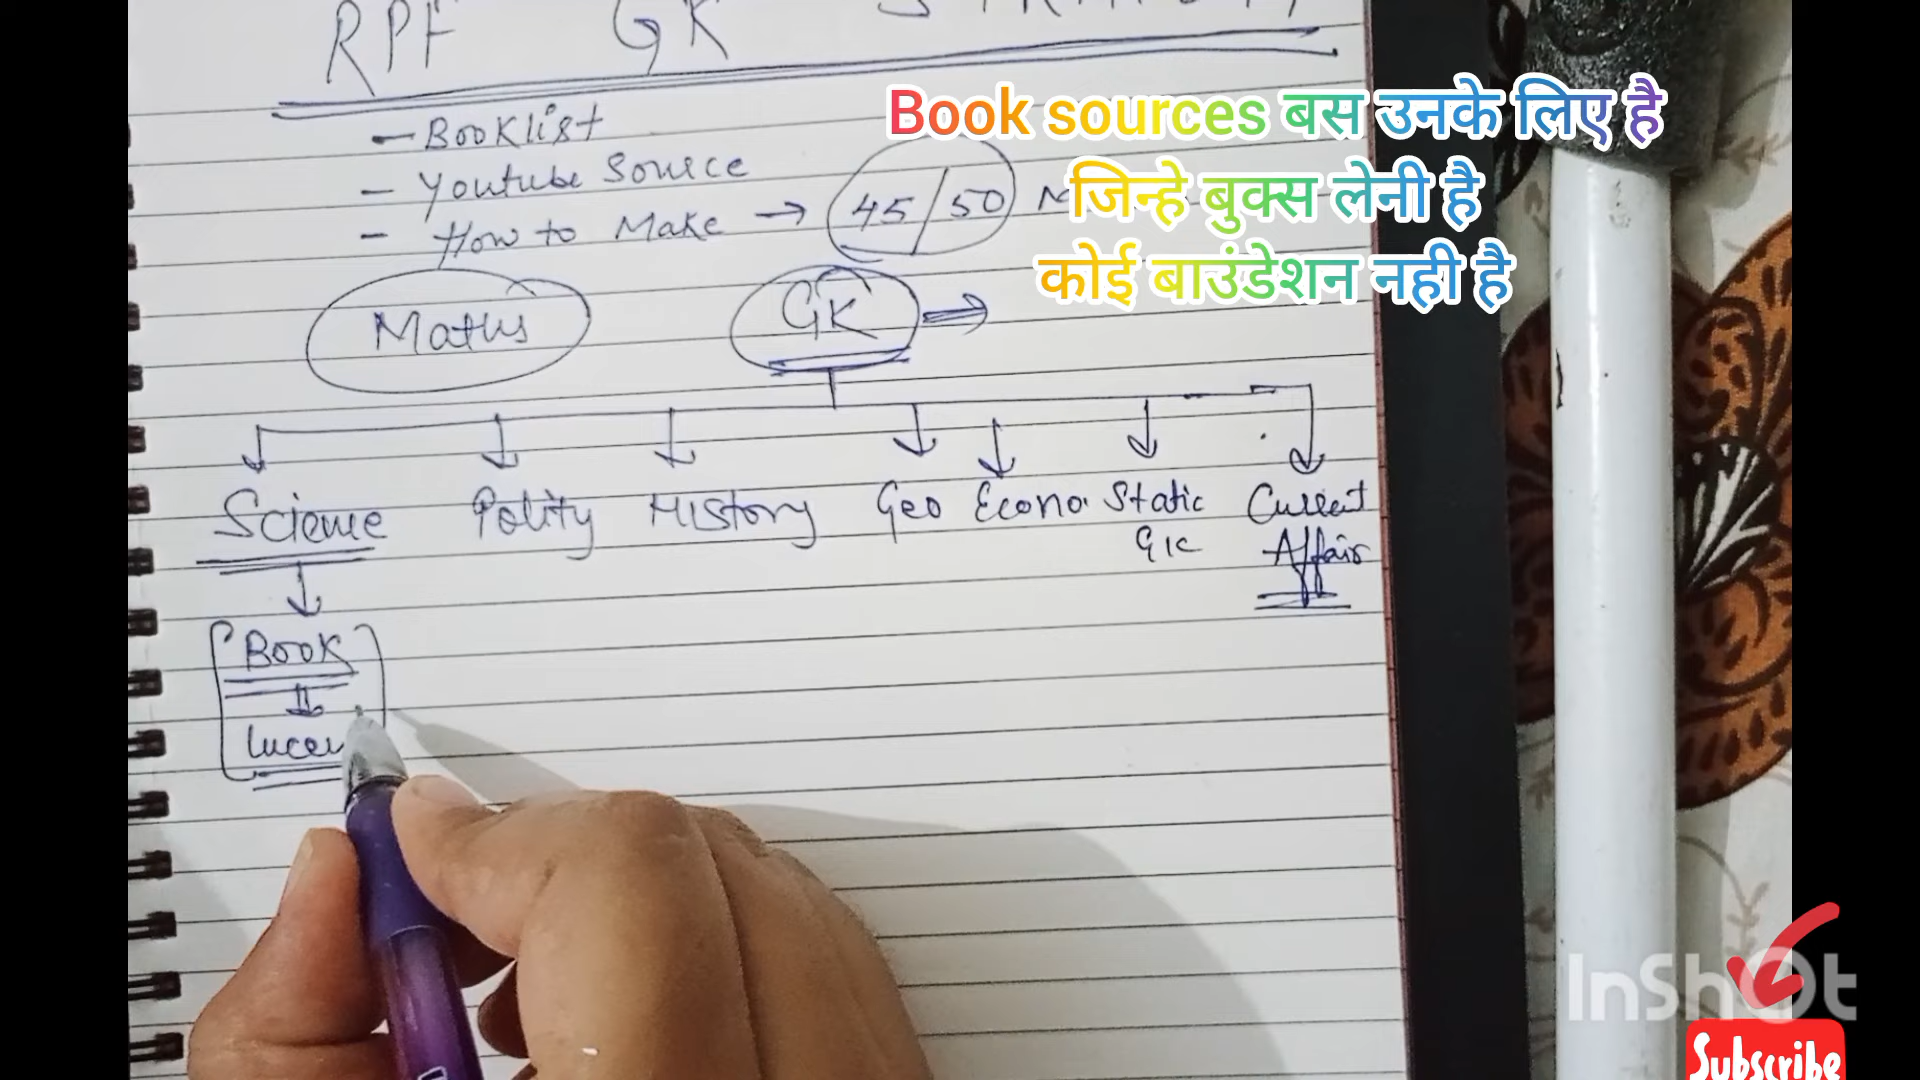 RPF GK STRATEGY
- Booklist
- Youtube Source
- How to Make → 45/50
Book sources बस उनके लिए है
जिन्हे बुक्स लेनी है
कोई बाउंडेशन नही है
Maths GK
Science Polity History Geo Econo. Static GK Current Affair
Book
Lucen
InShot
Subscribe